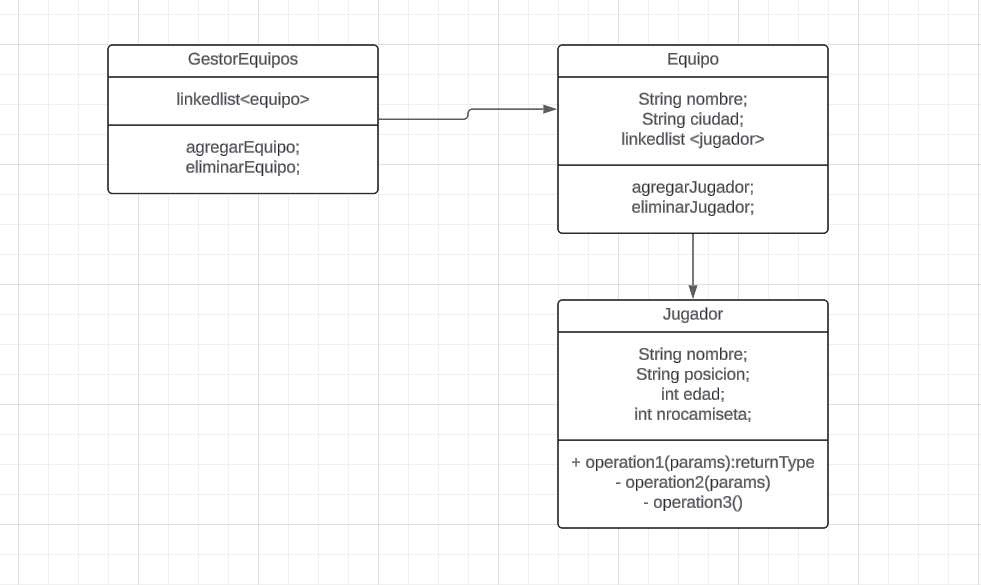 GestorEquipos
linkedlist<equipo>
agregarEquipo;
eliminarEquipo;
Equipo
String nombre;
String ciudad;
linkedlist <jugador>
agregarJugador;
eliminarJugador;
Jugador
String nombre;
String posicion;
int edad;
int nrocamiseta;
+ operation1(params):returnType
- operation2(params)
- operation3()